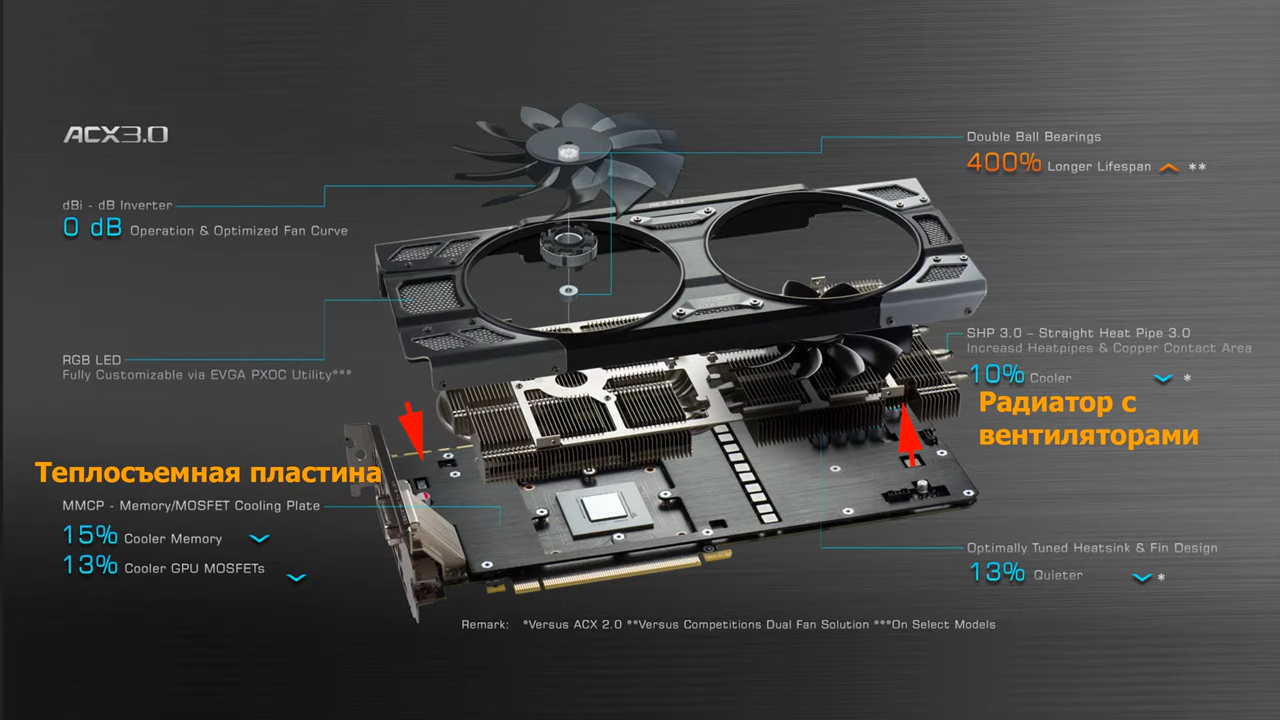 ACX3.0
Double Ball Bearings
400% Longer Lifespan **
dBi - dB Inverter
0 dB Operation & Optimized Fan Curve
RGB LED
Fully Customizable via EVGA PXOC Utility***
SHP 3.0 – Straight Heat Pipe 3.0
Increasd Heatpipes & Copper Contact Area
10% Cooler *
Радиатор с
вентиляторами
Теплосъемная пластина
MMCP - Memory/MOSFET Cooling Plate
15% Cooler Memory
13% Cooler GPU MOSFETs
Optimally Tuned Heatsink & Fin Design
13% Quieter *
Remark: *Versus ACX 2.0 **Versus Competitions Dual Fan Solution ***On Select Models